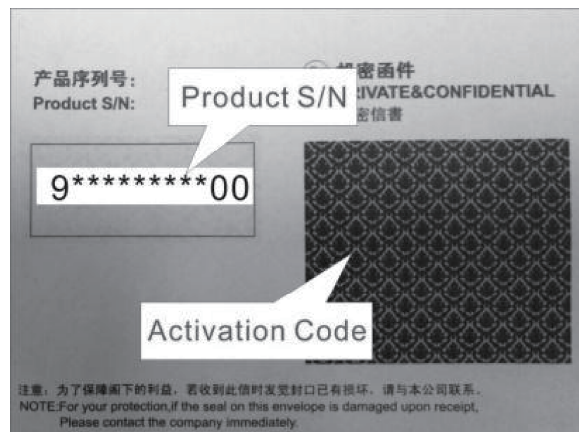 产品序列号:
Product S/N:
Product S/N
密函件
RIVATE&CONFIDENTIAL
密信書
9*********00
Activation Code
注意：为了保障阁下的利益，若收到此信时发觉封口已有损坏，请与本公司联系。
NOTE:For your protection,if the seal on this envelope is damaged upon receipt,
Please contact the company immediately.